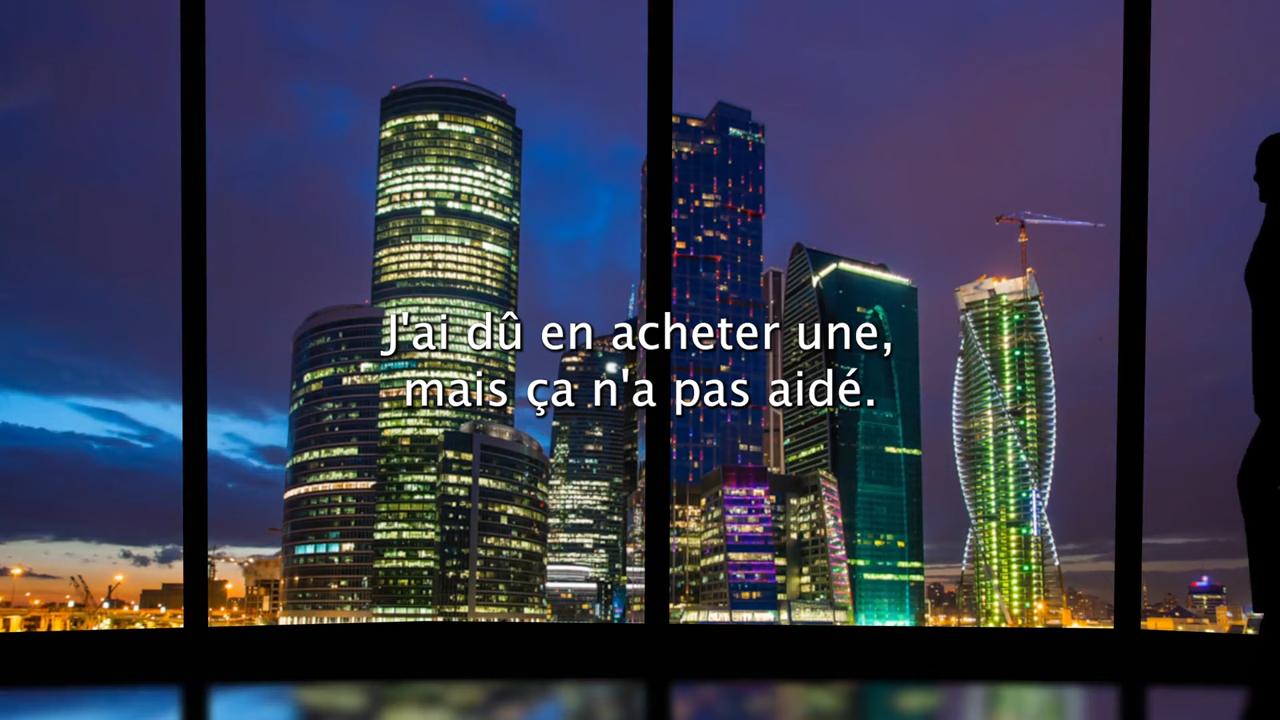 J'ai dû en acheter une,
mais ça n'a pas aidé.